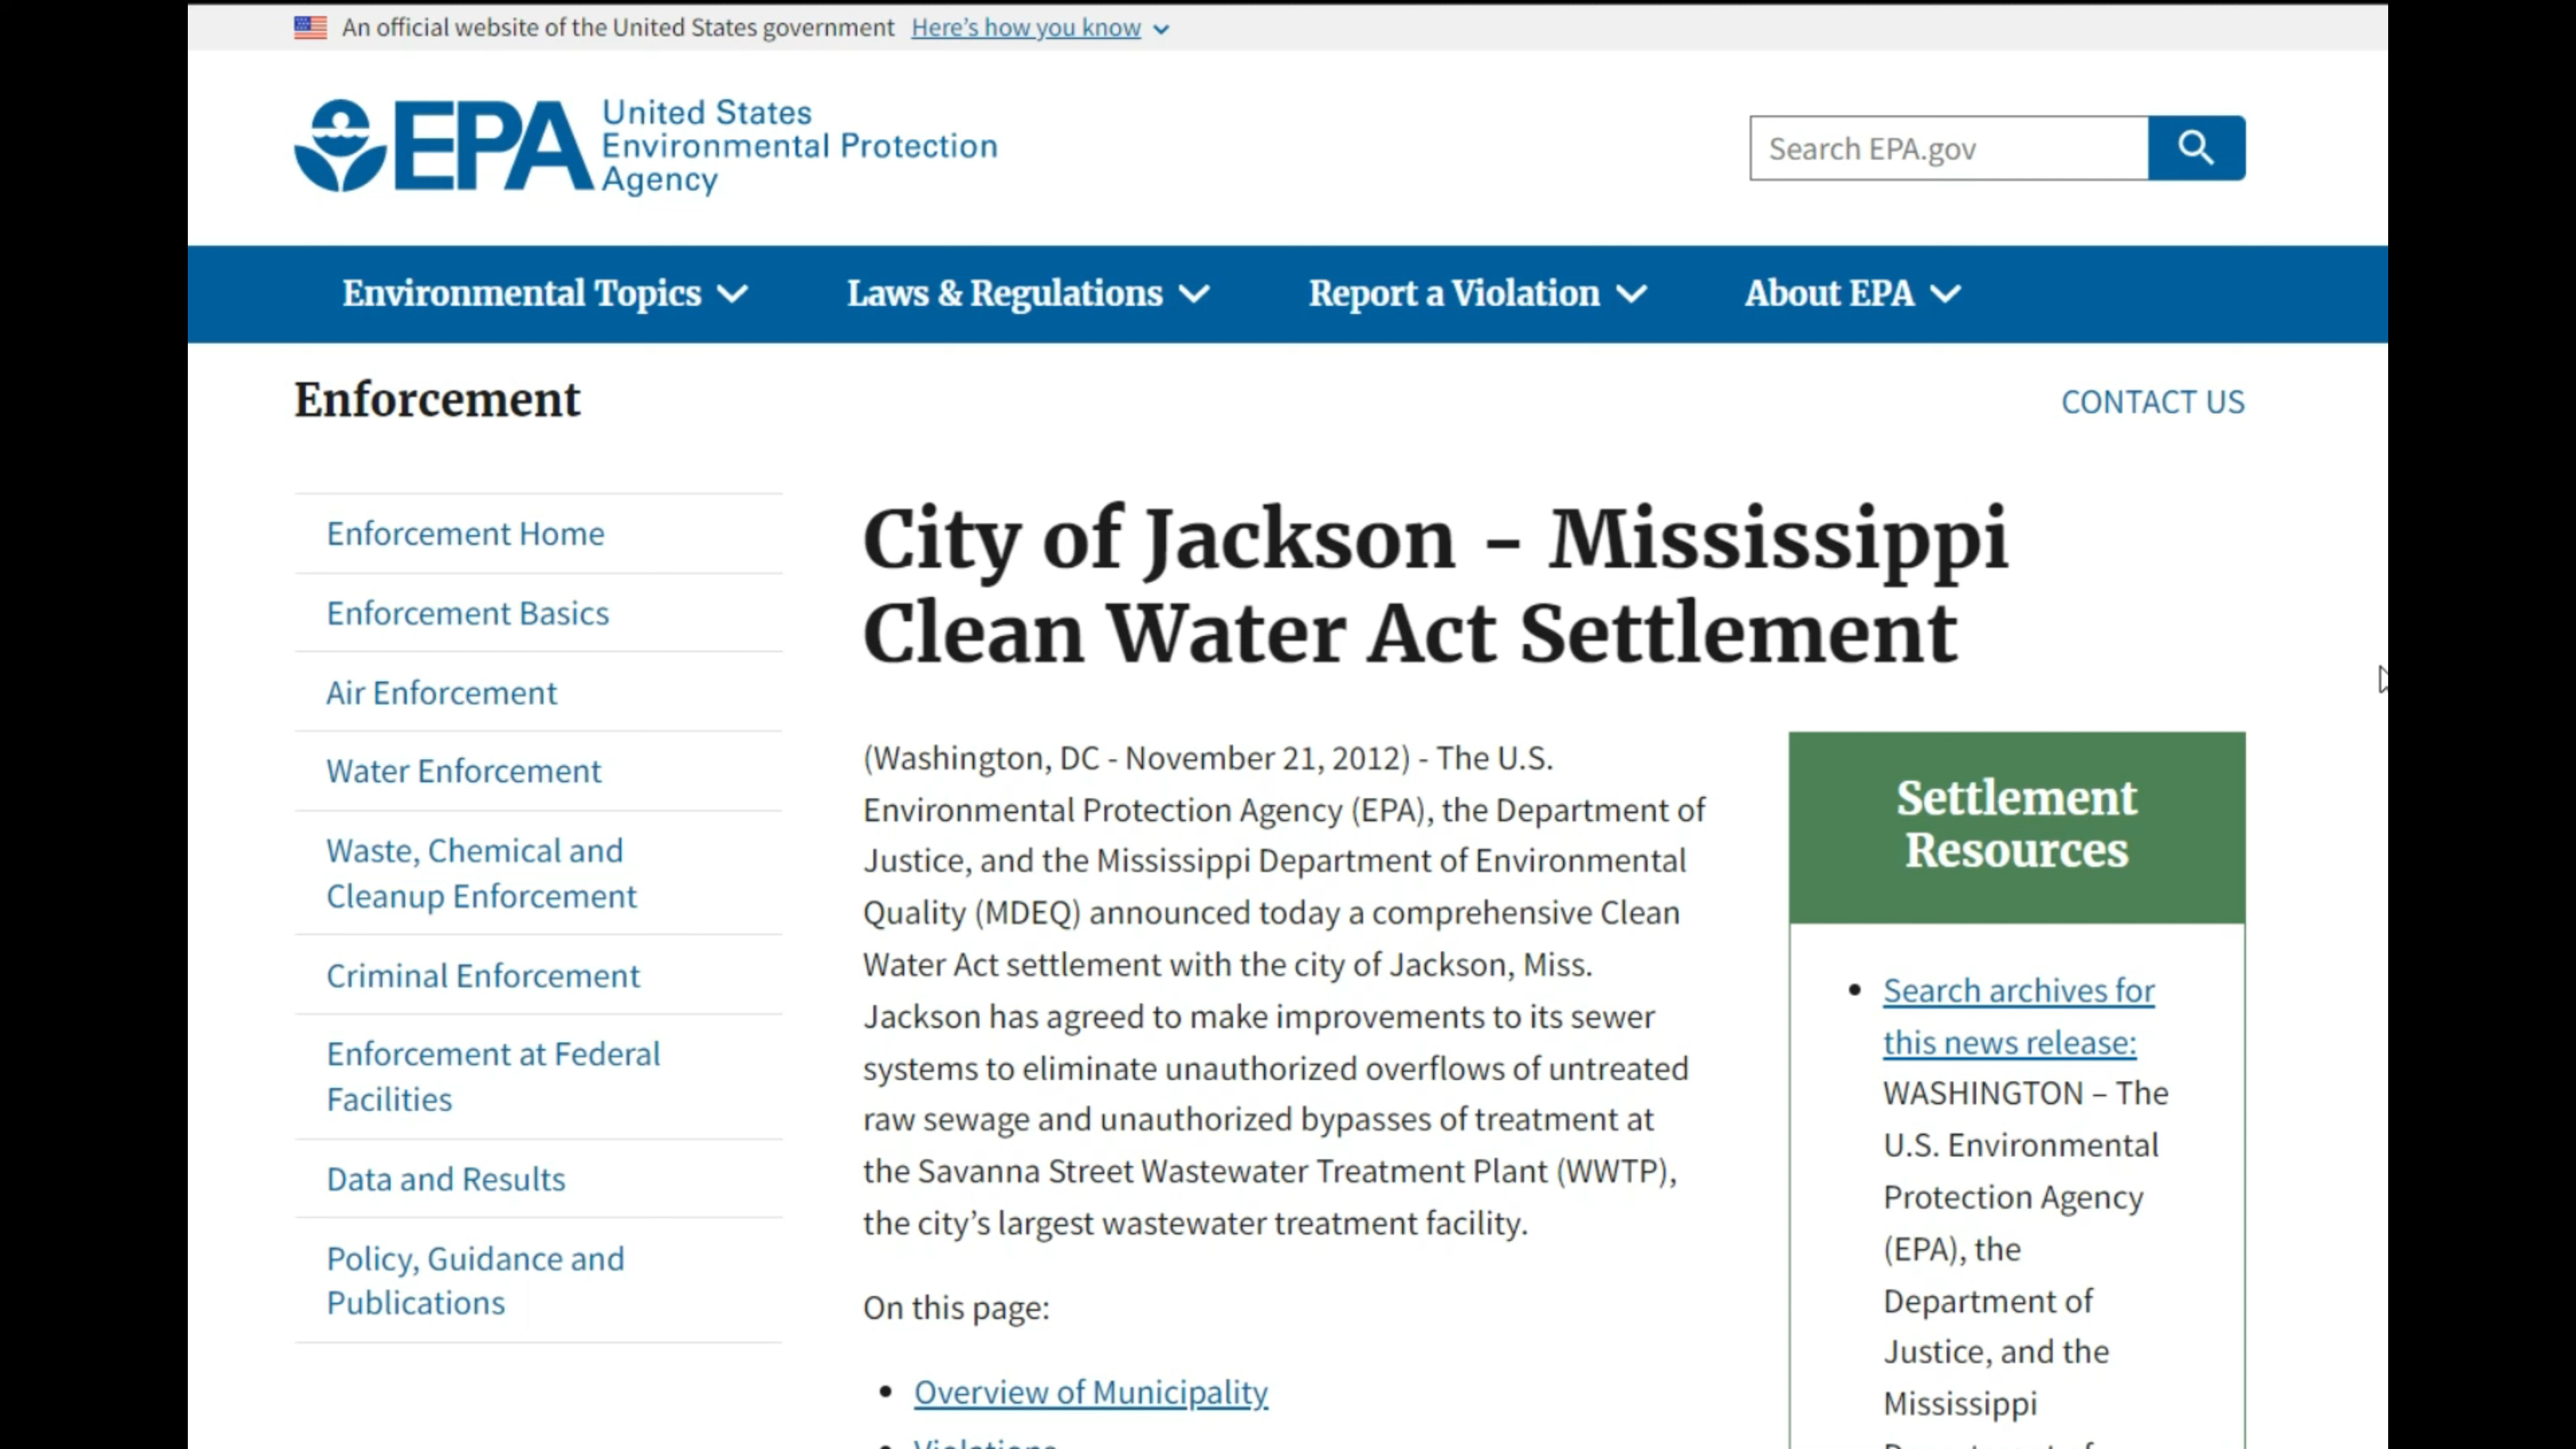 An official website of the United States government Here’s how you know
EPA United States
Environmental Protection
Agency
Search EPA.gov
Environmental Topics Laws & Regulations Report a Violation About EPA
Enforcement
CONTACT US
Enforcement Home
Enforcement Basics
Air Enforcement
Water Enforcement
Waste, Chemical and
Cleanup Enforcement
Criminal Enforcement
Enforcement at Federal
Facilities
Data and Results
Policy, Guidance and
Publications
City of Jackson - Mississippi
Clean Water Act Settlement
(Washington, DC - November 21, 2012) - The U.S.
Environmental Protection Agency (EPA), the Department of
Justice, and the Mississippi Department of Environmental
Quality (MDEQ) announced today a comprehensive Clean
Water Act settlement with the city of Jackson, Miss.
Jackson has agreed to make improvements to its sewer
systems to eliminate unauthorized overflows of untreated
raw sewage and unauthorized bypasses of treatment at
the Savanna Street Wastewater Treatment Plant (WWTP),
the city’s largest wastewater treatment facility.
On this page:
• Overview of Municipality
• Violations
Settlement
Resources
• Search archives for
this news release:
WASHINGTON – The
U.S. Environmental
Protection Agency
(EPA), the
Department of
Justice, and the
Mississippi
Department of